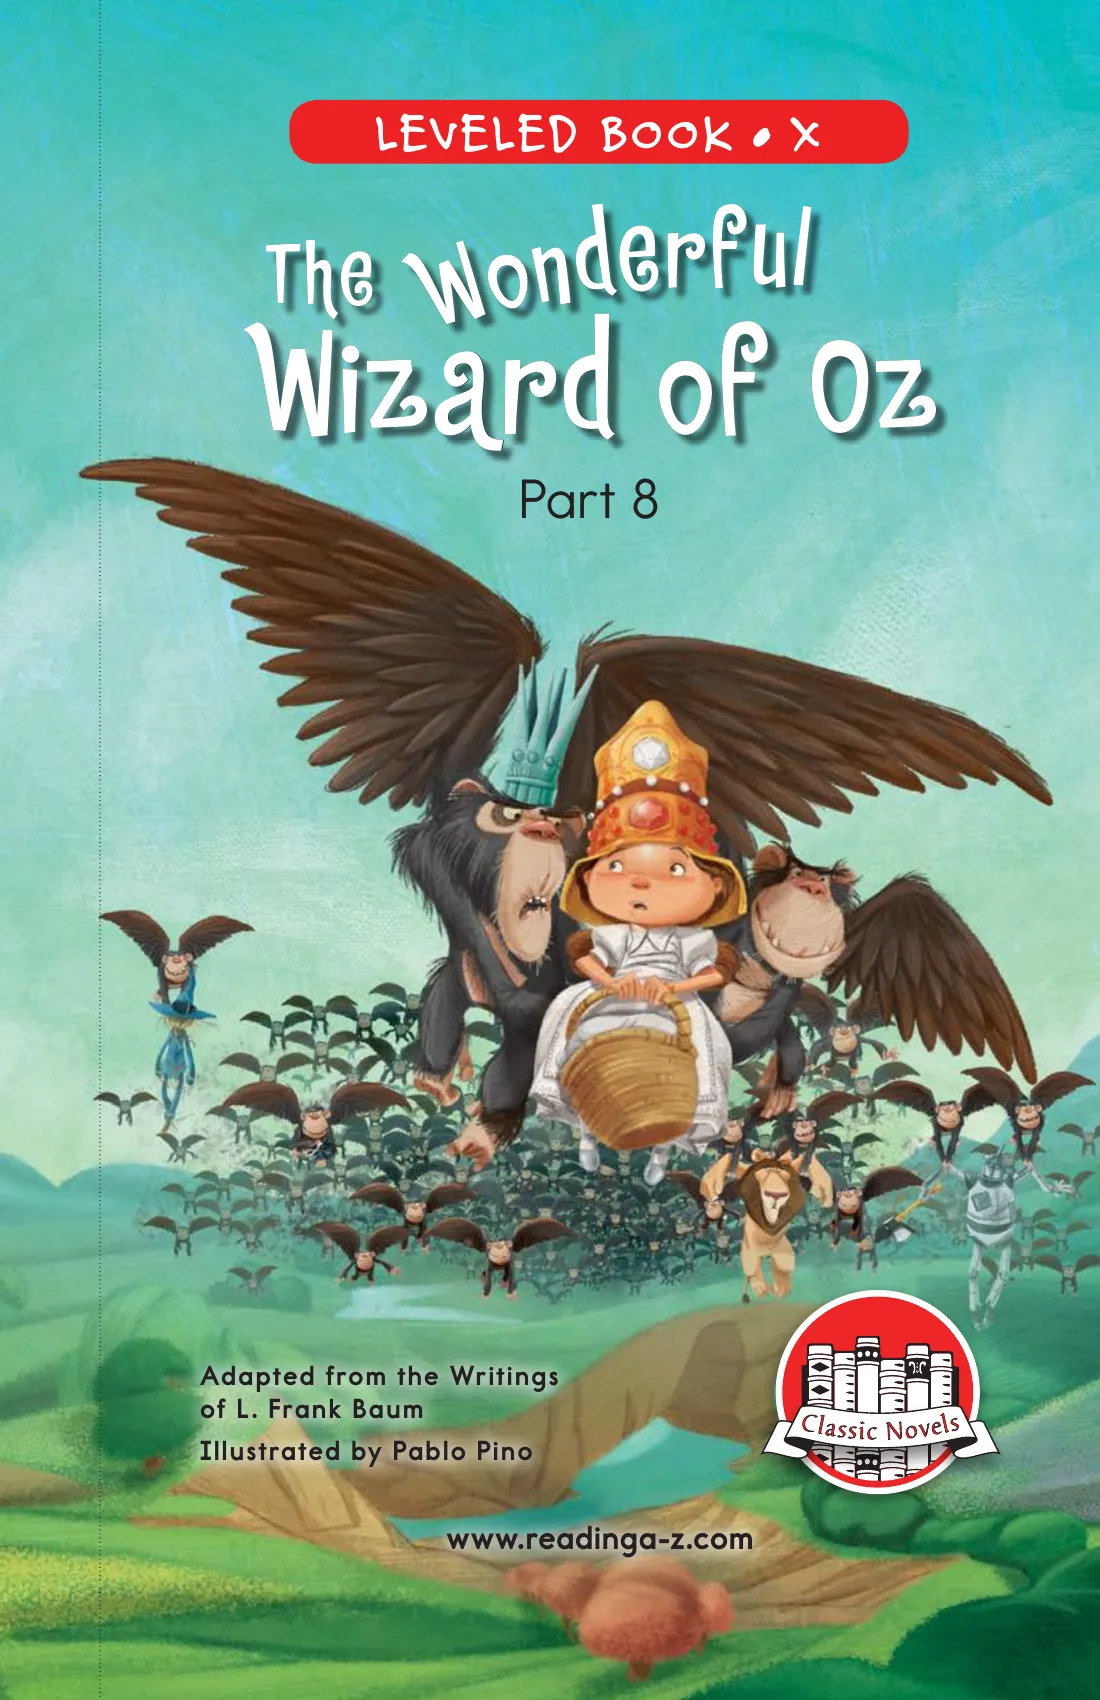 LEVELED BOOK • X
The Wonderful
Wizard of Oz
Part 8
Adapted from the Writings
of L. Frank Baum
Illustrated by Pablo Pino
Classic Novels
www.readinga-z.com